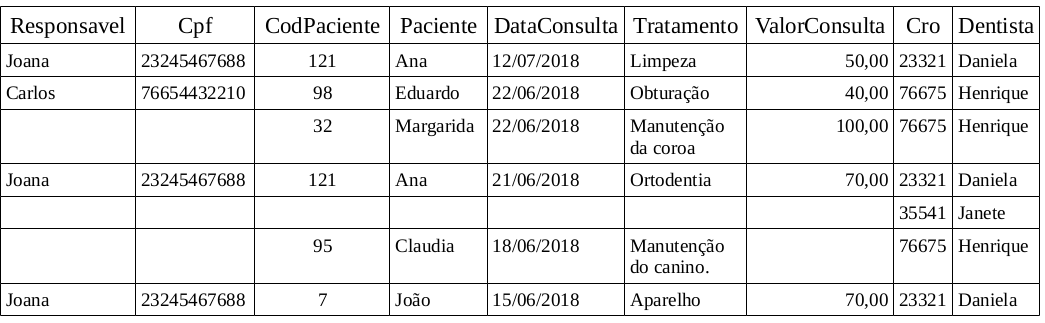 Responsavel Cpf CodPaciente Paciente DataConsulta Tratamento ValorConsulta Cro Dentista
Joana 23245467688 121 Ana 12/07/2018 Limpeza 50,00 23321 Daniela
Carlos 76654432210 98 Eduardo 22/06/2018 Obturação 40,00 76675 Henrique
32 Margarida 22/06/2018 Manutenção 100,00 76675 Henrique
da coroa
Joana 23245467688 121 Ana 21/06/2018 Ortodentia 70,00 23321 Daniela
35541 Janete
95 Claudia 18/06/2018 Manutenção 76675 Henrique
do canino.
Joana 23245467688 7 João 15/06/2018 Aparelho 70,00 23321 Daniela